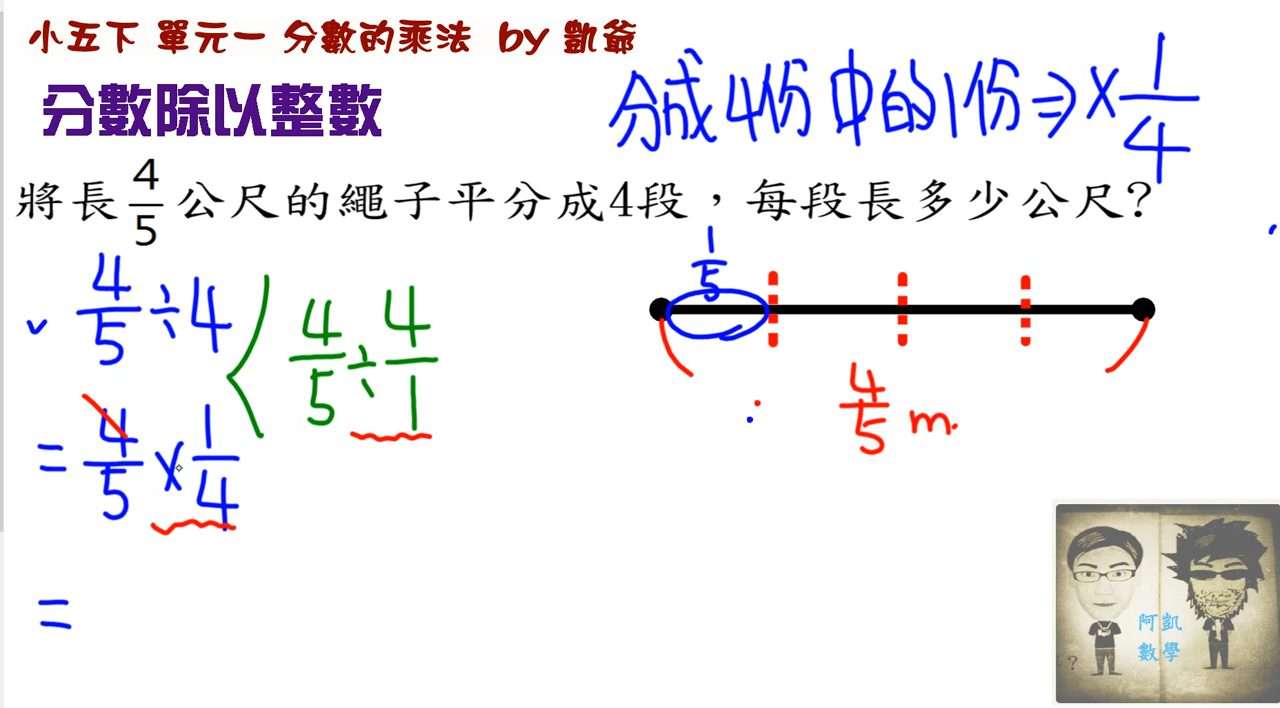 小五下 單元一 分數的乘法 by 凱爺
分數除以整數
分成4份中的1份⇒×1/4
將長4/5公尺的繩子平分成4段，每段長多少公尺?
1/5
4/5÷4
4/5÷4/1
=4/5×1/4
=
4/5 m
?
阿凱
數學